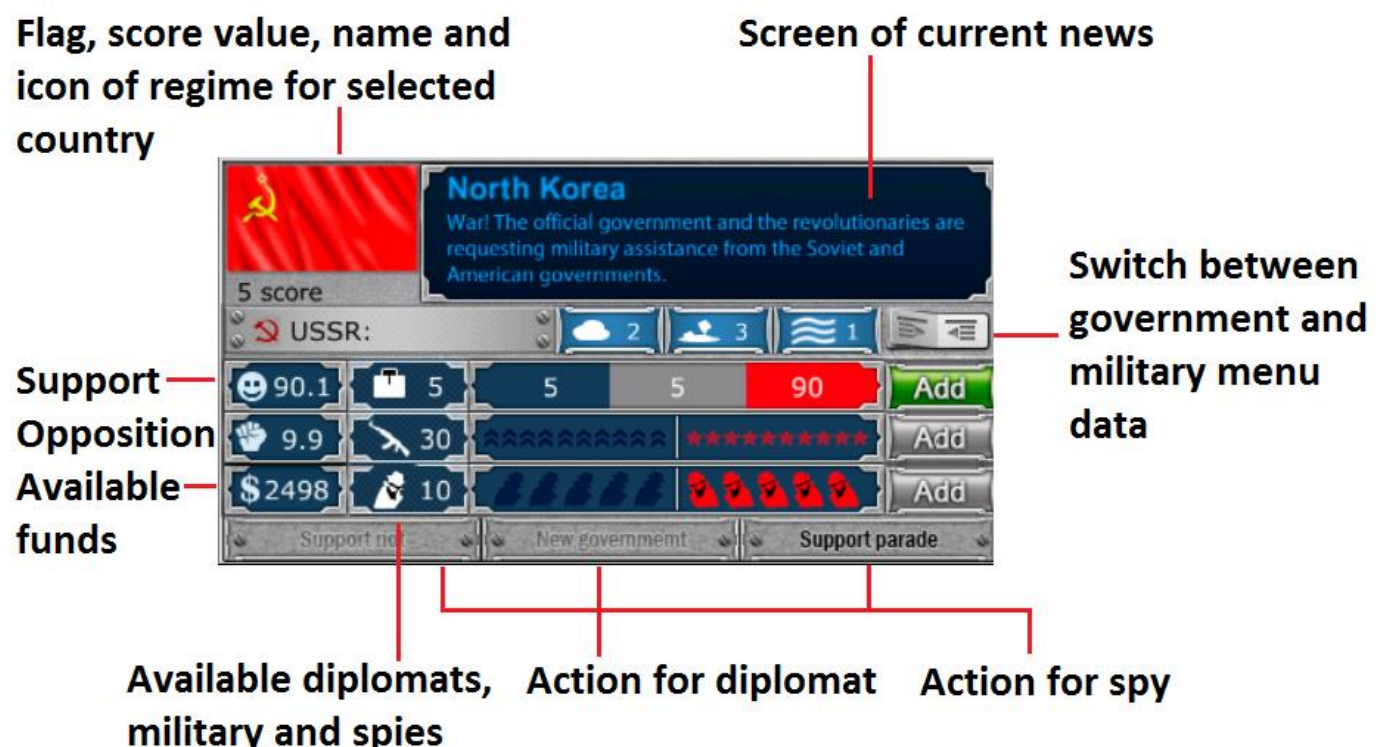 Flag, score value, name and
icon of regime for selected
country
Screen of current news
North Korea
War! The official government and the revolutionaries are
requesting military assistance from the Soviet and
American governments.
5 score
USSR:
2
3
1
Switch between
government and
military menu
data
Support
90.1
5
5
5
90
Add
Opposition
9.9
30
Add
Available
funds
$2498
10
Add
Support riot
New governmemt
Support parade
Available diplomats,
military and spies
Action for diplomat
Action for spy